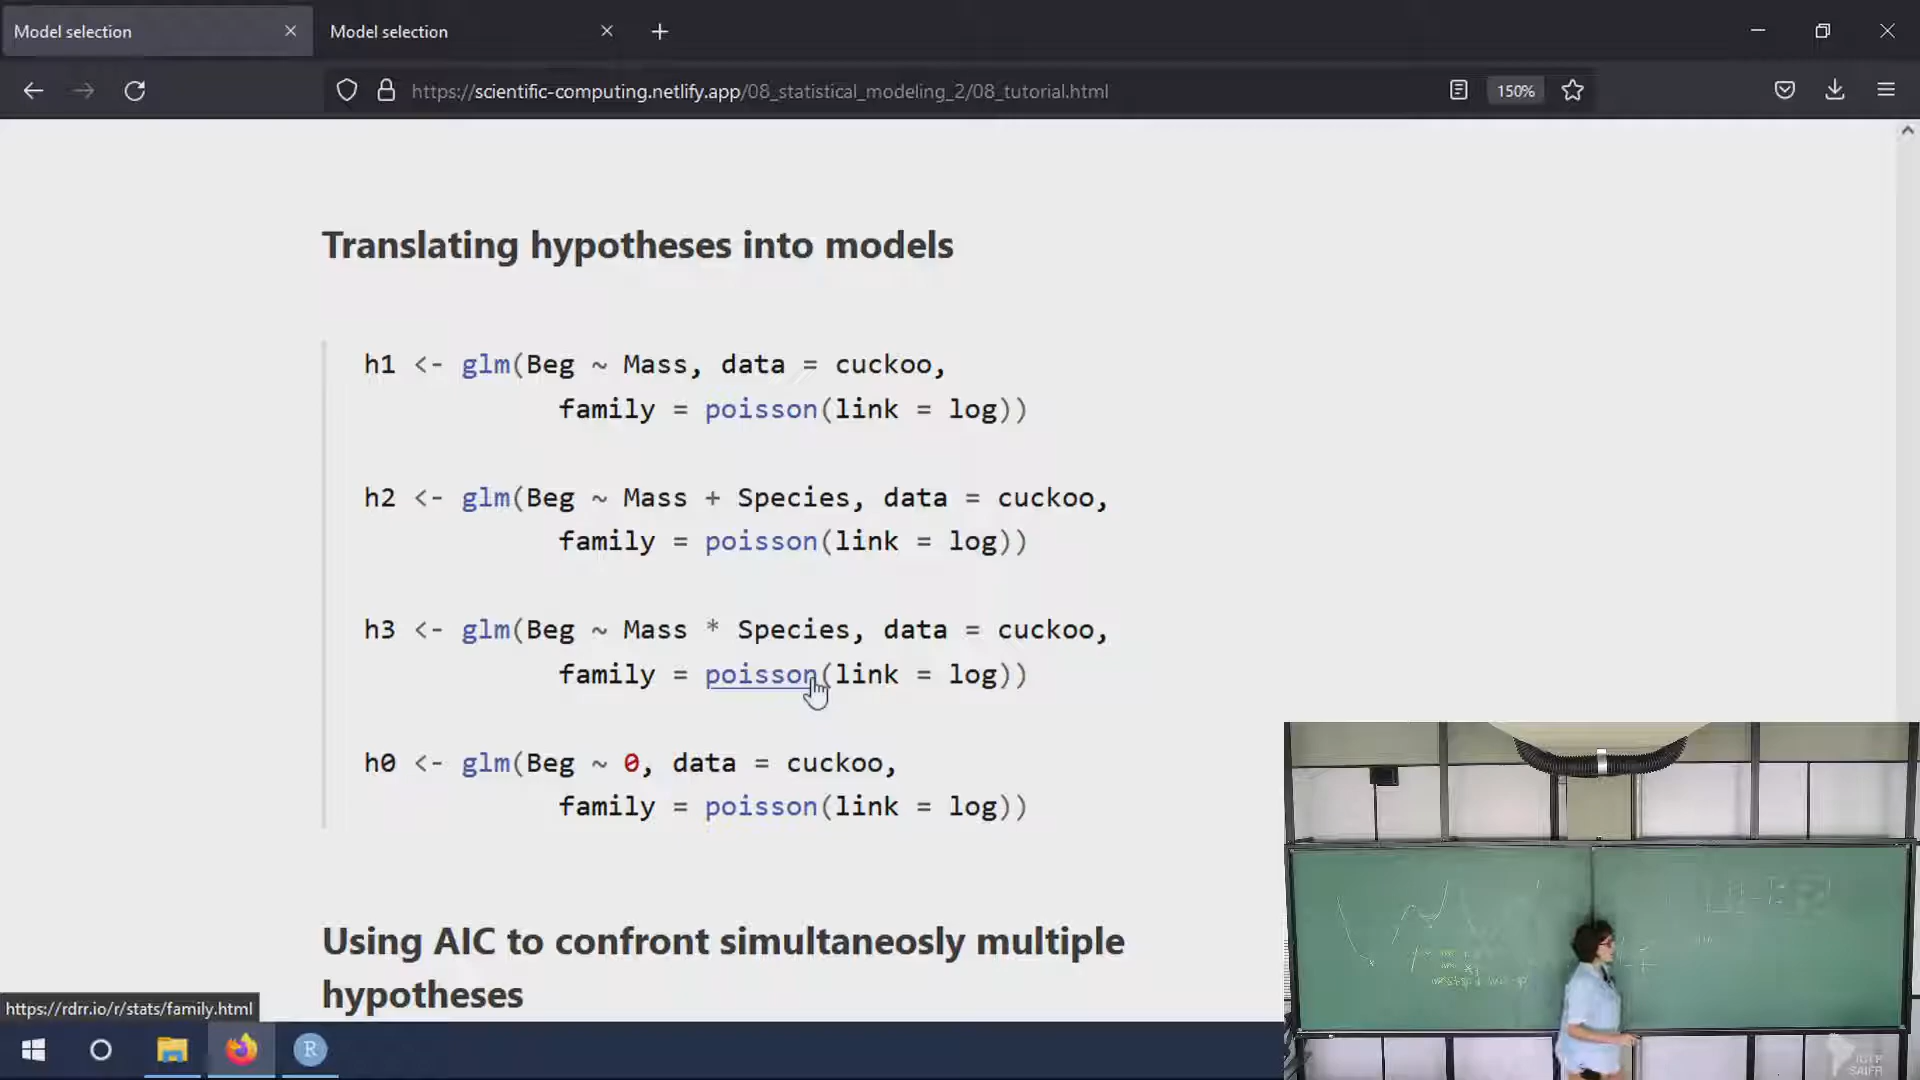 Model selection
Model selection
https://scientific-computing.netlify.app/08_statistical_modeling_2/08_tutorial.html
150%
Translating hypotheses into models
h1 <- glm(Beg ~ Mass, data = cuckoo,
family = poisson(link = log))
h2 <- glm(Beg ~ Mass + Species, data = cuckoo,
family = poisson(link = log))
h3 <- glm(Beg ~ Mass * Species, data = cuckoo,
family = poisson(link = log))
h0 <- glm(Beg ~ 0, data = cuckoo,
family = poisson(link = log))
Using AIC to confront simultaneosly multiple
hypotheses
https://rdrr.io/r/stats/family.html
R
ICTP
SAIFR